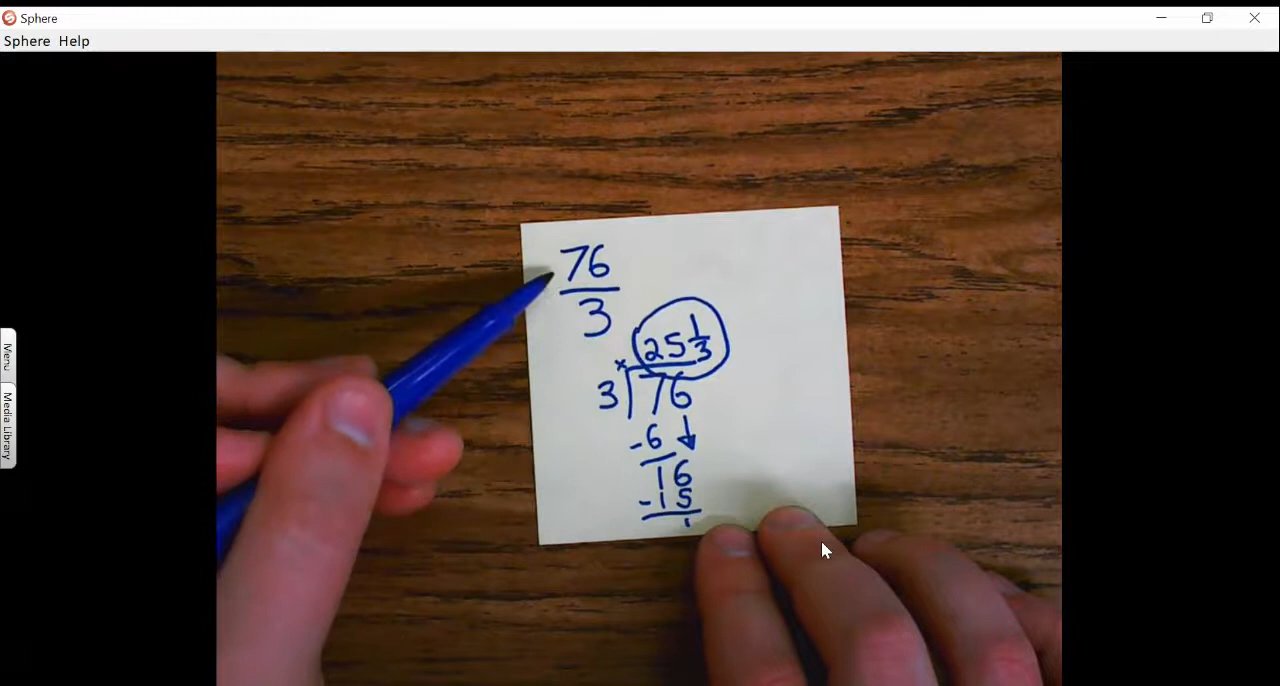 Sphere
Sphere Help
Menu
Media Library
76
3
25 1/3
x
3 76
-6 ↓
16
-15
1